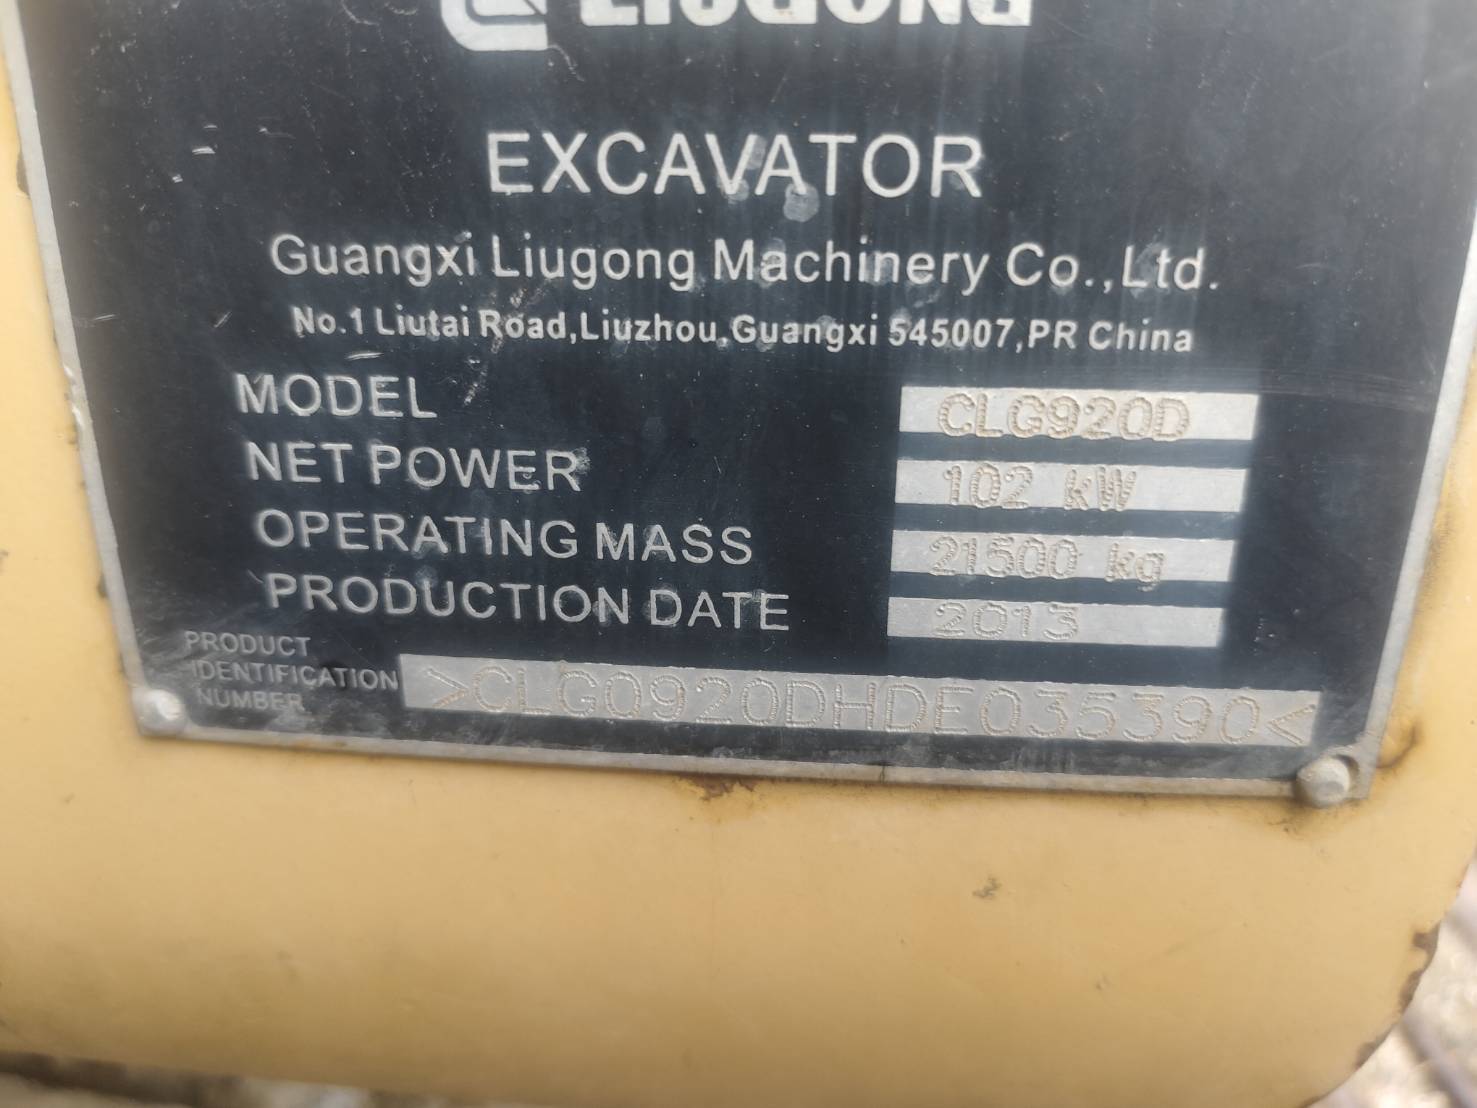 LIUGONG
EXCAVATOR
Guangxi Liugong Machinery Co.,Ltd.
No.1 Liutai Road,Liuzhou,Guangxi 545007,PR China
MODEL CLG920D
NET POWER 102 kW
OPERATING MASS 21500 kg
PRODUCTION DATE 2013
PRODUCT
IDENTIFICATION
NUMBER
>CLG0920DHDE035390<